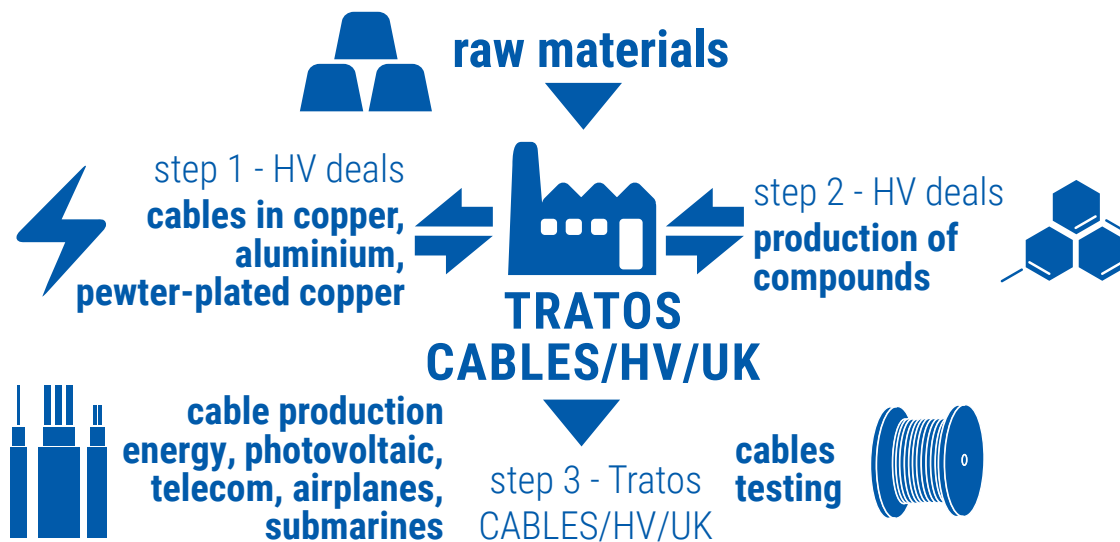 raw materials
step 1 - HV deals
cables in copper,
aluminium,
pewter-plated copper
step 2 - HV deals
production of
compounds
TRATOS
CABLES/HV/UK
cable production
energy, photovoltaic,
telecom, airplanes,
submarines
step 3 - Tratos
CABLES/HV/UK
cables
testing